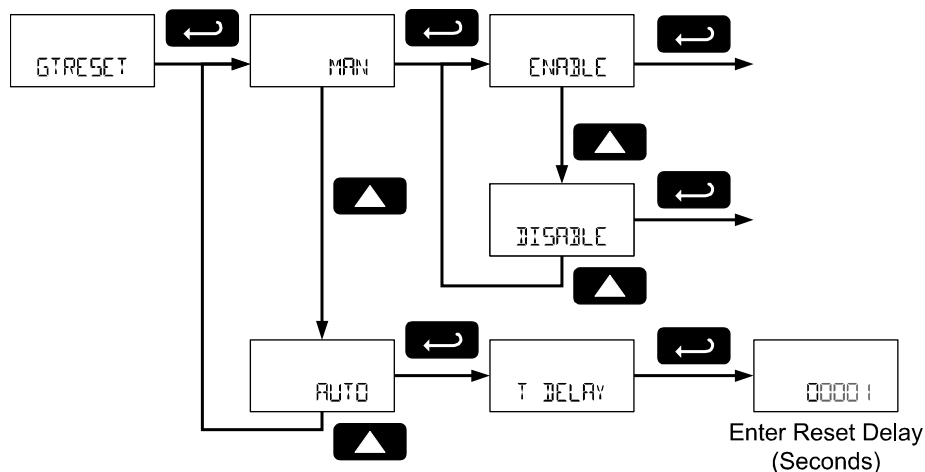 GTRESET
MAN
ENABLE
DISABLE
AUTO
T DELAY
00001
Enter Reset Delay
(Seconds)